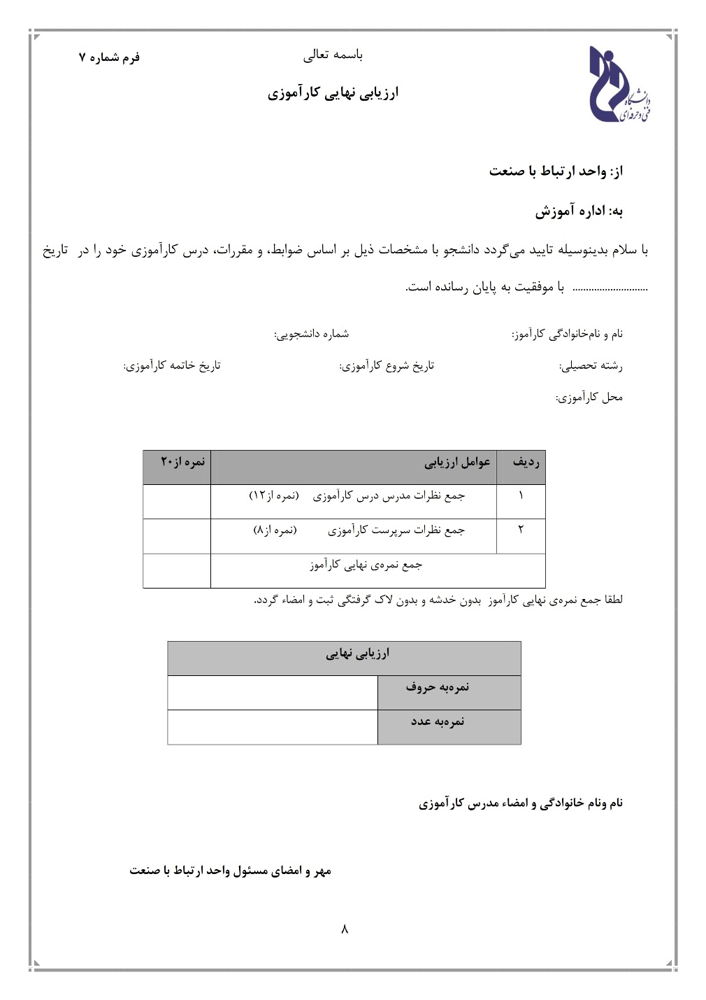 باسمه تعالی
فرم شماره ۷
ارزیابی نهایی کارآموزی
دانشگاه
فنی و حرفه‌ای
از: واحد ارتباط با صنعت
به: اداره آموزش
با سلام بدینوسیله تایید می‌گردد دانشجو با مشخصات ذیل بر اساس ضوابط، و مقررات، درس کارآموزی خود را در تاریخ
............................ با موفقیت به پایان رسانده است.
نام و نام‌خانوادگی کارآموز: شماره دانشجویی:
رشته تحصیلی: تاریخ شروع کارآموزی: تاریخ خاتمه کارآموزی:
محل کارآموزی:
ردیف عوامل ارزیابی نمره از۲۰
۱ جمع نظرات مدرس درس کارآموزی (نمره از۱۲)
۲ جمع نظرات سرپرست کارآموزی (نمره از۸)
جمع نمره‌ی نهایی کارآموز
لطقا جمع نمره‌ی نهایی کارآموز بدون خدشه و بدون لاک گرفتگی ثبت و امضاء گردد.
ارزیابی نهایی
نمره‌به حروف
نمره‌به عدد
نام ونام خانوادگی و امضاء مدرس کارآموزی
مهر و امضای مسئول واحد ارتباط با صنعت
۸